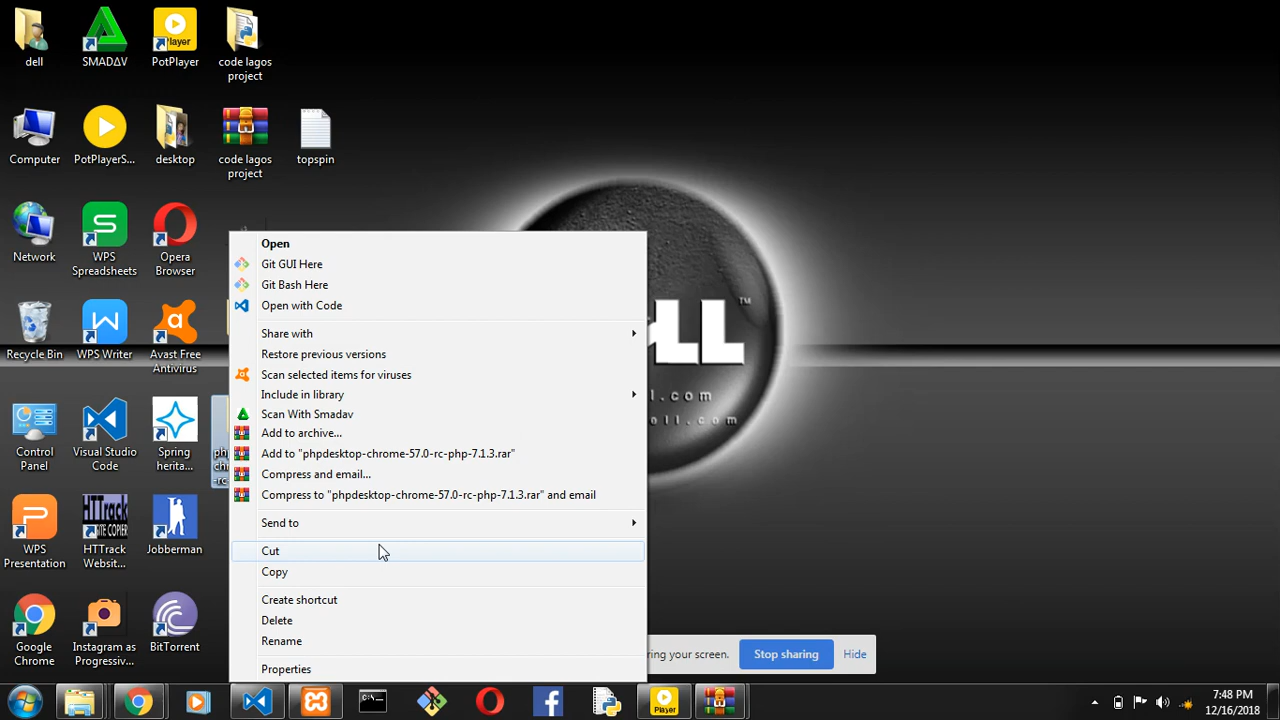 dell
SMADΔV
Player
PotPlayer
code lagos
project
Computer
PotPlayerS...
desktop
code lagos
project
topspin
Network
WPS
Spreadsheets
Opera
Browser
Open
Git GUI Here
Git Bash Here
Open with Code
Share with
Restore previous versions
Scan selected items for viruses
Include in library
Scan With Smadav
Add to archive...
Add to "phpdesktop-chrome-57.0-rc-php-7.1.3.rar"
Compress and email...
Compress to "phpdesktop-chrome-57.0-rc-php-7.1.3.rar" and email
Send to
Cut
Copy
Create shortcut
Delete
Rename
Properties
Recycle Bin
WPS Writer
Avast Free
Antivirus
Control
Panel
Visual Studio
Code
Spring
herita...
WPS
Presentation
HTTrack
HTTrack
Websit...
Jobberman
Google
Chrome
Instagram as
Progressiv...
BitTorrent
LL
TM
ring your screen.
Stop sharing
Hide
Player
7:48 PM
12/16/2018